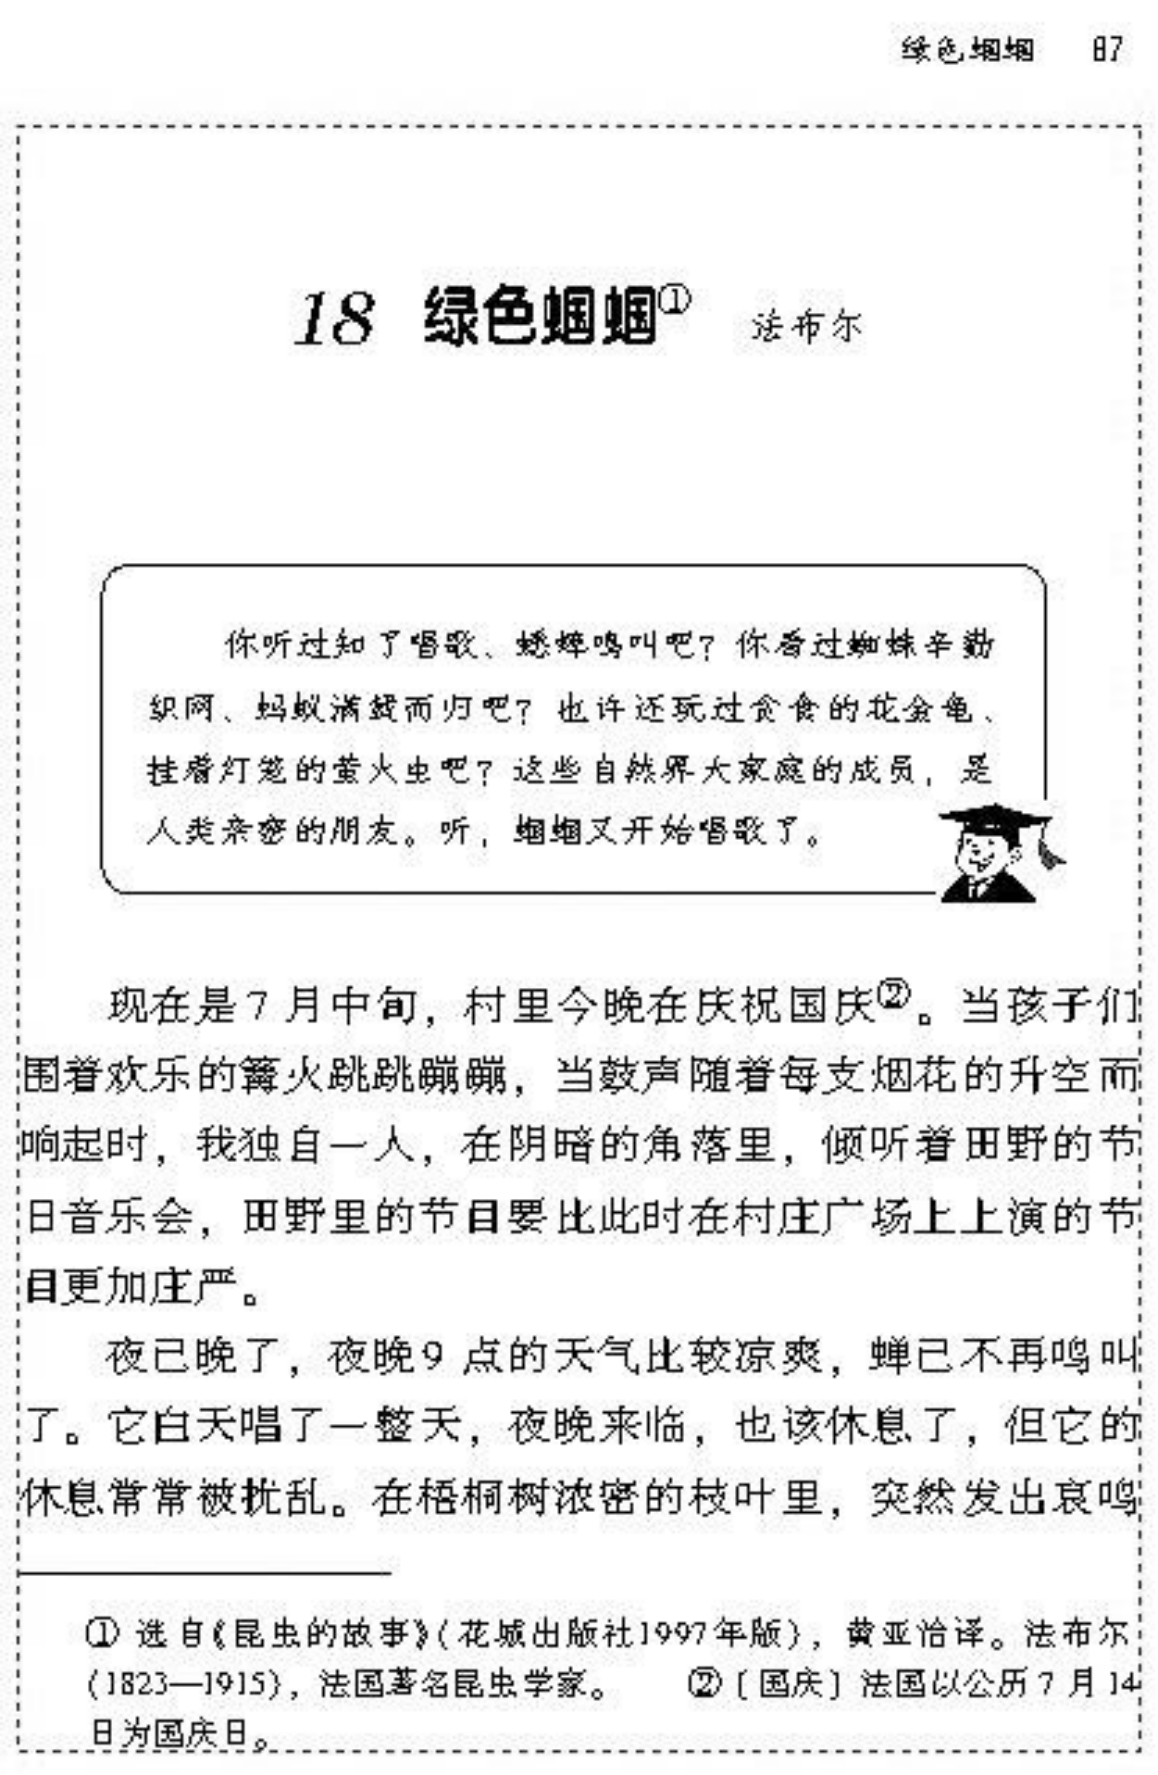 绿色蝈蝈 87
18 绿色蝈蝈① 法布尔
你听过知了唱歌、蟋蟀鸣叫吧？你看过蜘蛛辛勤
织网、蚂蚁满载而归吧？也许还玩过贪食的花金龟、
挂着灯笼的萤火虫吧？这些自然界大家庭的成员，是
人类亲密的朋友。听，蝈蝈又开始唱歌了。
现在是7月中旬，村里今晚在庆祝国庆②。当孩子们
围着欢乐的篝火跳跳蹦蹦，当鼓声随着每支烟花的升空而
响起时，我独自一人，在阴暗的角落里，倾听着田野的节
日音乐会，田野里的节目要比此时在村庄广场上上演的节
目更加庄严。
夜已晚了，夜晚9点的天气比较凉爽，蝉已不再鸣叫
了。它白天唱了一整天，夜晚来临，也该休息了，但它的
休息常常被扰乱。在梧桐树浓密的枝叶里，突然发出哀鸣
① 选自《昆虫的故事》（花城出版社1997年版），黄亚治译。法布尔
（1823—1915），法国著名昆虫学家。 ②〔国庆〕法国以公历7月14
日为国庆日。